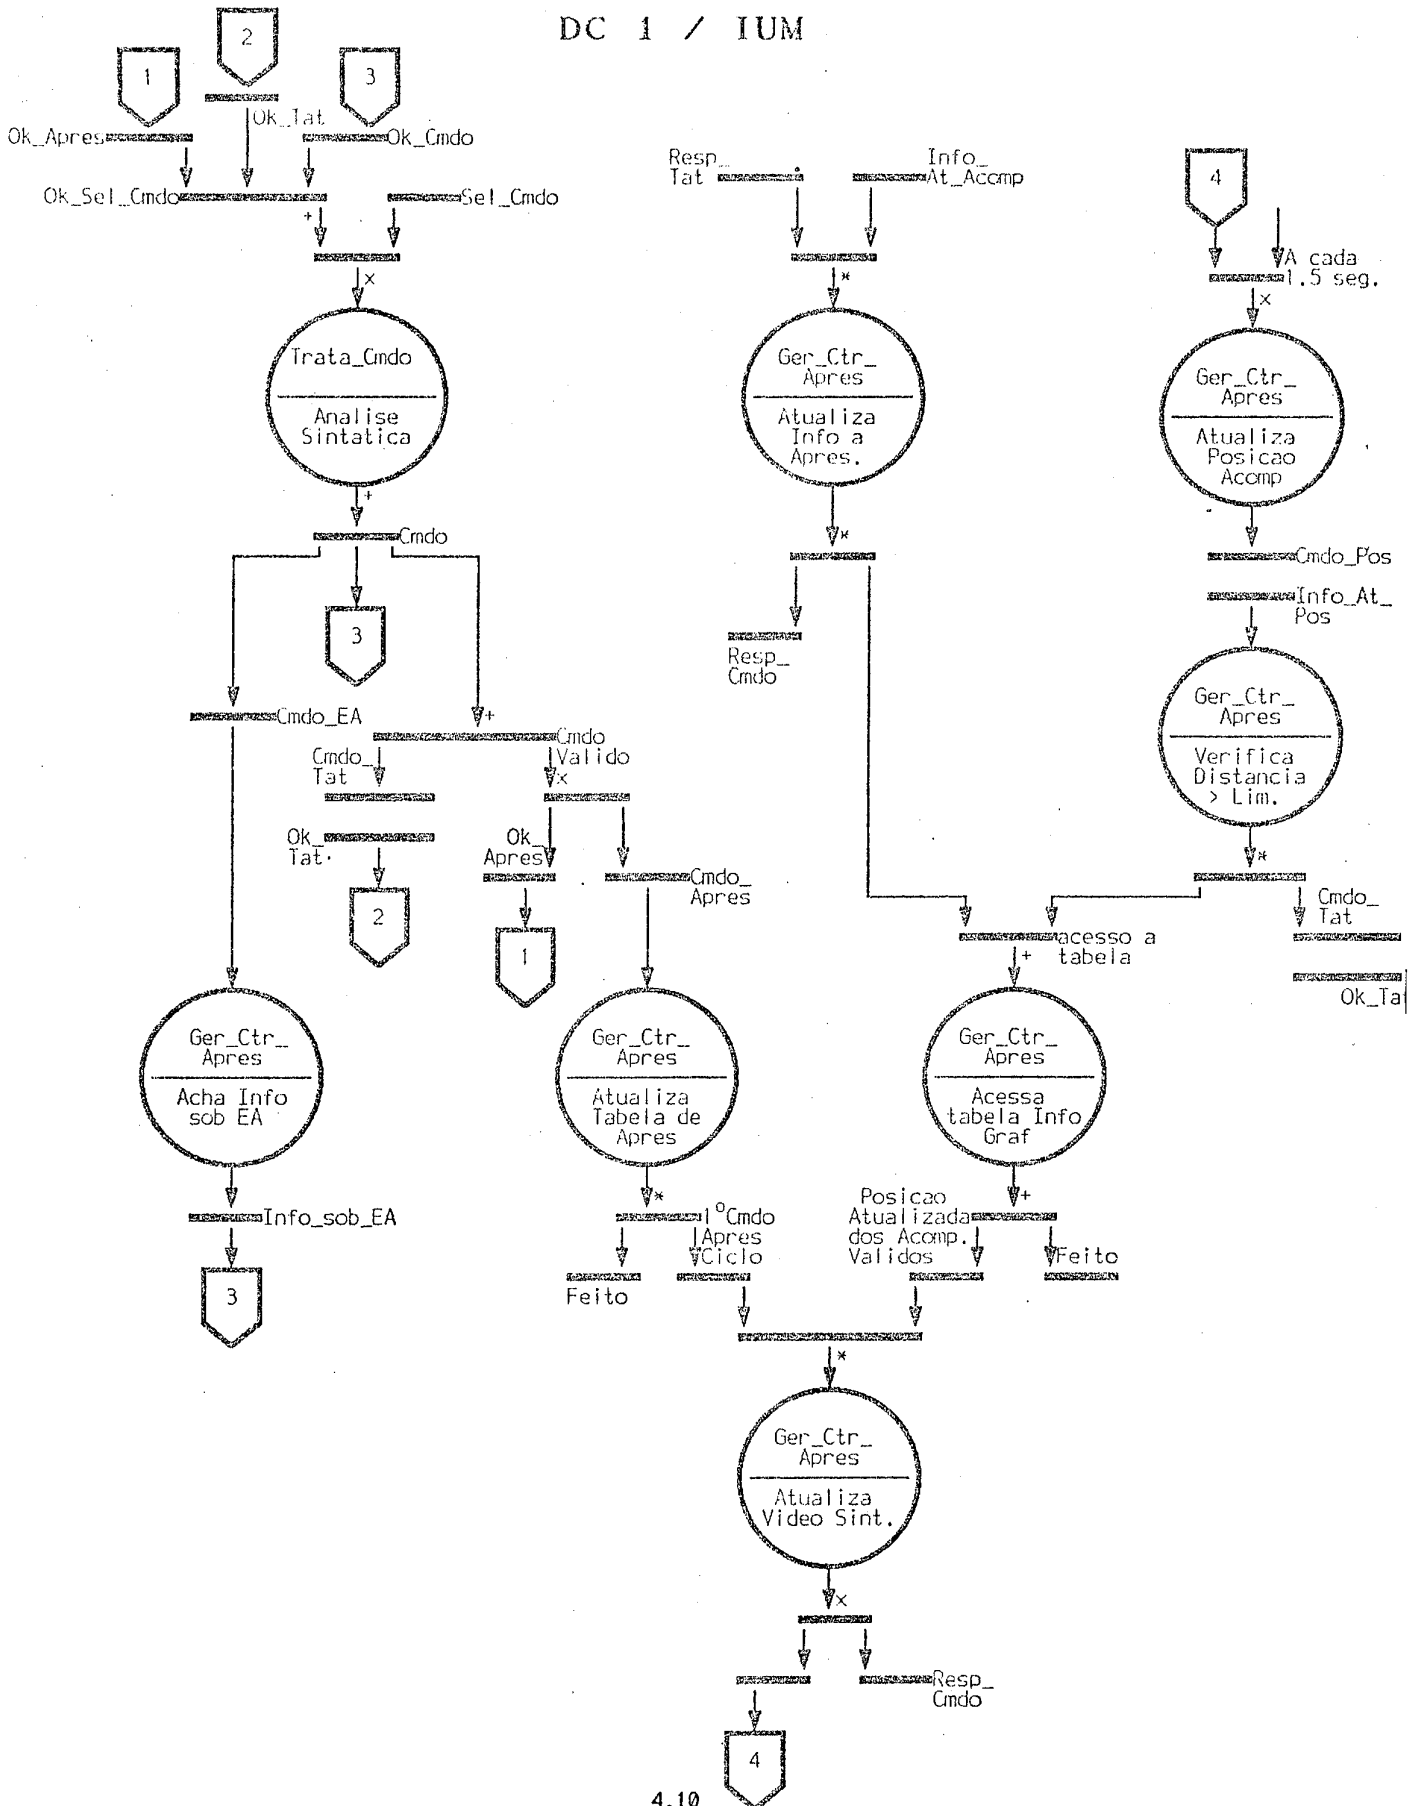 DC 1 / IUM
2
1
3
Ok_Tat
Ok_Apres
Ok_Cmdo
Ok_Sel_Cmdo
Sel_Cmdo
+
x
Trata_Cmdo
Analise
Sintatica
+
Cmdo
3
Cmdo_EA
+
Cmdo
Valido
Cmdo_
Tat
x
Ok_
Tat
2
Ok_
Apres
1
Cmdo_
Apres
Ger_Ctr_
Apres
Acha Info
sob EA
Info_sob_EA
3
Ger_Ctr_
Apres
Atualiza
Tabela de
Apres
*
1ºCmdo
Apres
Ciclo
Feito
Resp_
Tat
Info_
At_Acomp
*
Ger_Ctr_
Apres
Atualiza
Info a
Apres.
*
Resp_
Cmdo
4
A cada
1.5 seg.
x
Ger_Ctr_
Apres
Atualiza
Posicao
Acomp
Cmdo_Pos
Info_At_
Pos
Ger_Ctr_
Apres
Verifica
Distancia
> Lim.
*
Cmdo_
Tat
Ok_Ta
acesso a
tabela
+
Ger_Ctr_
Apres
Acessa
tabela Info
Graf
+
Posicao
Atualizada
dos Acomp.
Validos
Feito
*
Ger_Ctr_
Apres
Atualiza
Video Sint.
x
Resp_
Cmdo
4
4.10